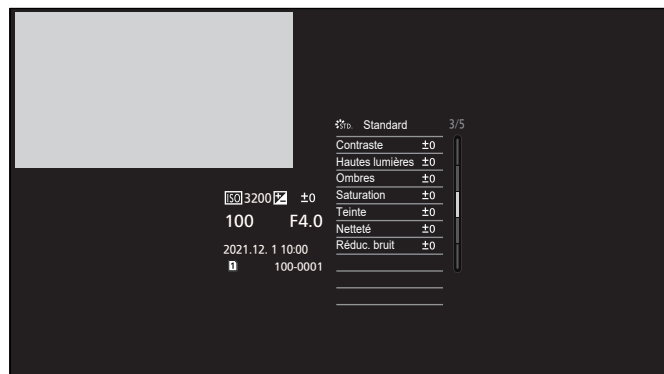 STD. Standard 3/5
Contraste ±0
Hautes lumières ±0
Ombres ±0
Saturation ±0
Teinte ±0
Netteté ±0
Réduc. bruit ±0
ISO 3200 ±0
100 F4.0
2021.12. 1 10:00
1 100-0001